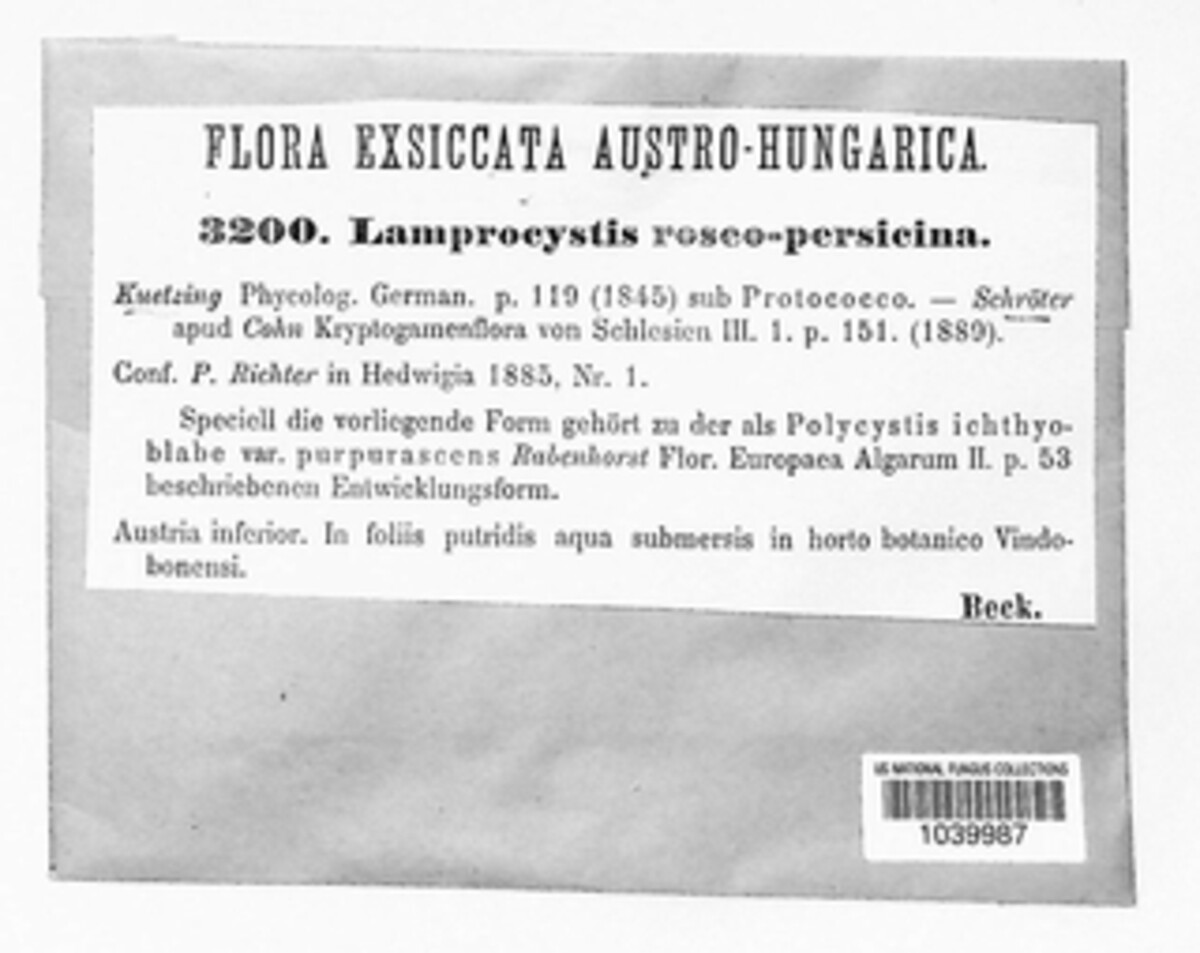 FLORA EXSICCATA AUSTRO-HUNGARICA.
3200. Lamprocystis roseo-persicina.
Kuetzing Phycolog. German. p. 119 (1845) sub Protococco. — Schröter
apud Cohn Kryptogamenflora von Schlesien III. 1. p. 151. (1889).
Conf. P. Richter in Hedwigia 1885, Nr. 1.
Speciell die vorliegende Form gehört zu der als Polycystis ichthyo-
blabe var. purpurascens Rabenhorst Flor. Europaea Algarum II. p. 53
beschriebenen Entwicklungsform.
Austria inferior. In foliis putridis aqua submersis in horto botanico Vindo-
bonensi.
Beck.
US NATIONAL FUNGUS COLLECTIONS
1039987